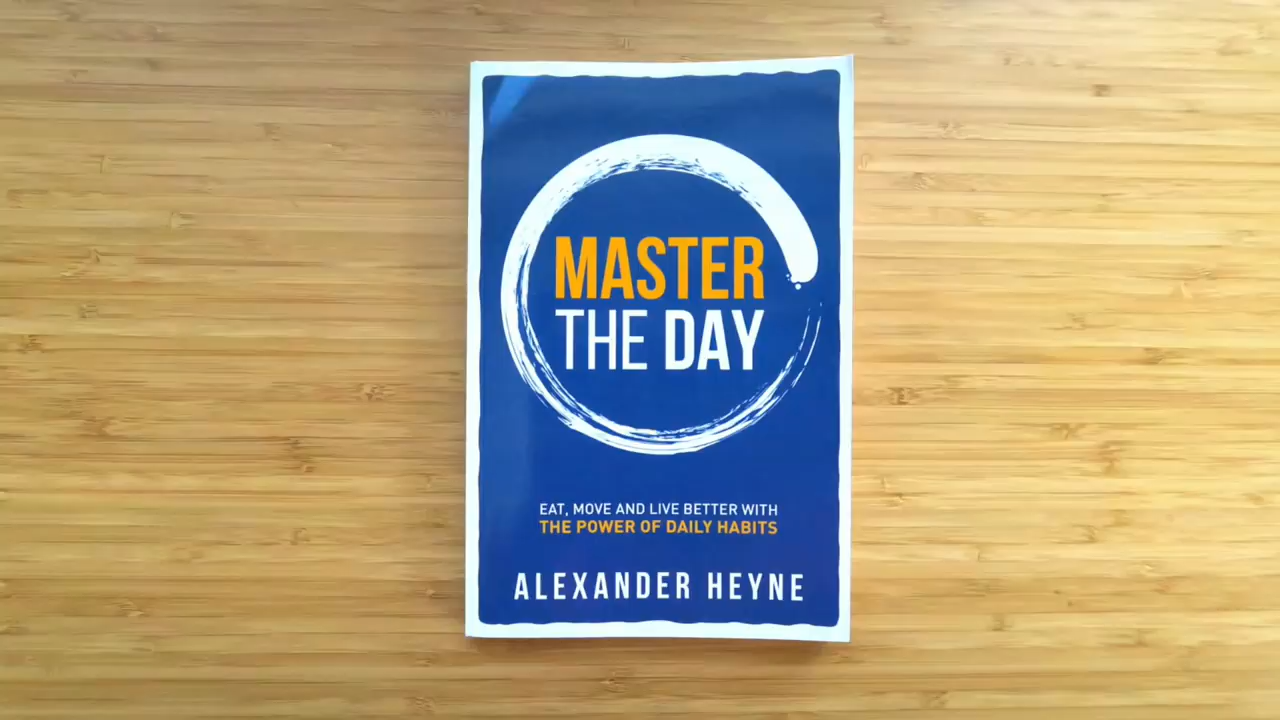 MASTER
THE DAY
EAT, MOVE AND LIVE BETTER WITH
THE POWER OF DAILY HABITS
ALEXANDER HEYNE